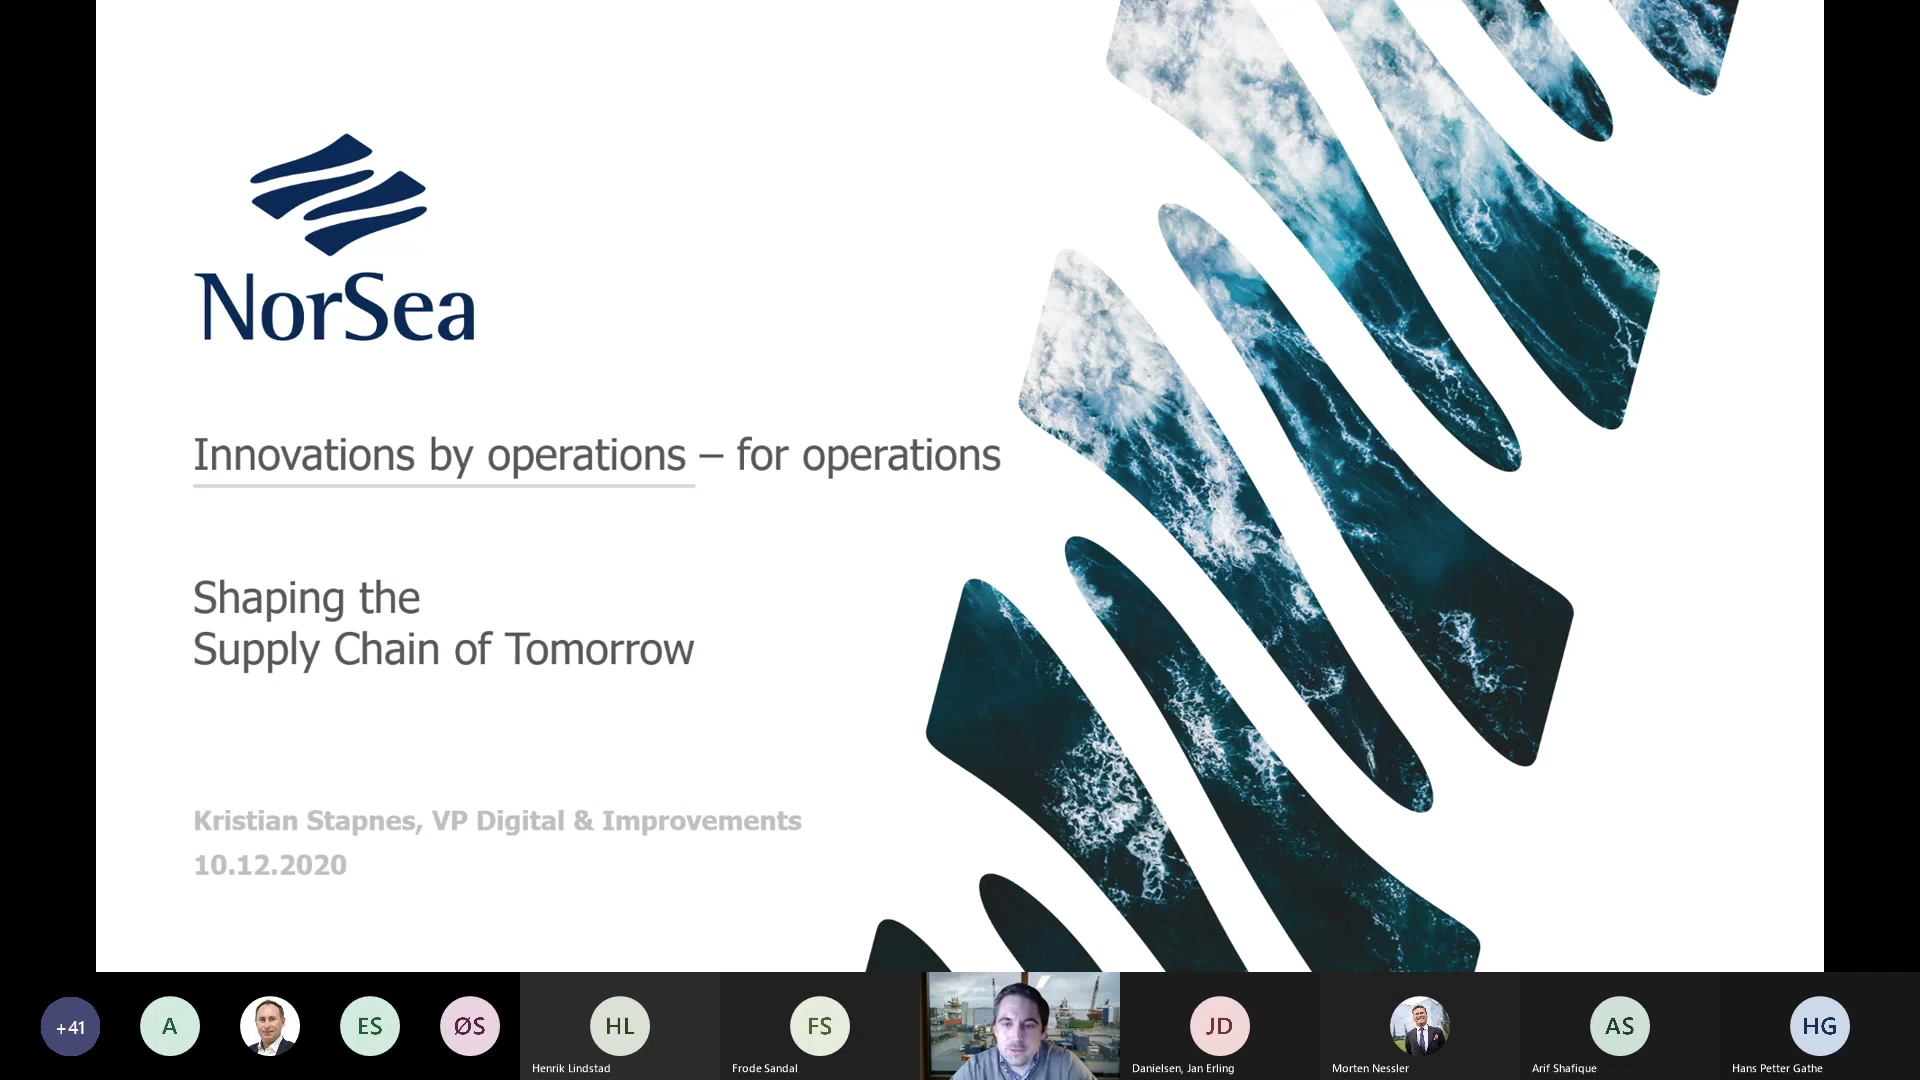 NorSea
Innovations by operations – for operations
Shaping the
Supply Chain of Tomorrow
Kristian Stapnes, VP Digital & Improvements
10.12.2020
+41
A
ES
ØS
HL
FS
JD
AS
HG
Henrik Lindstad
Frode Sandal
Danielsen, Jan Erling
Morten Nessler
Arif Shafique
Hans Petter Gathe